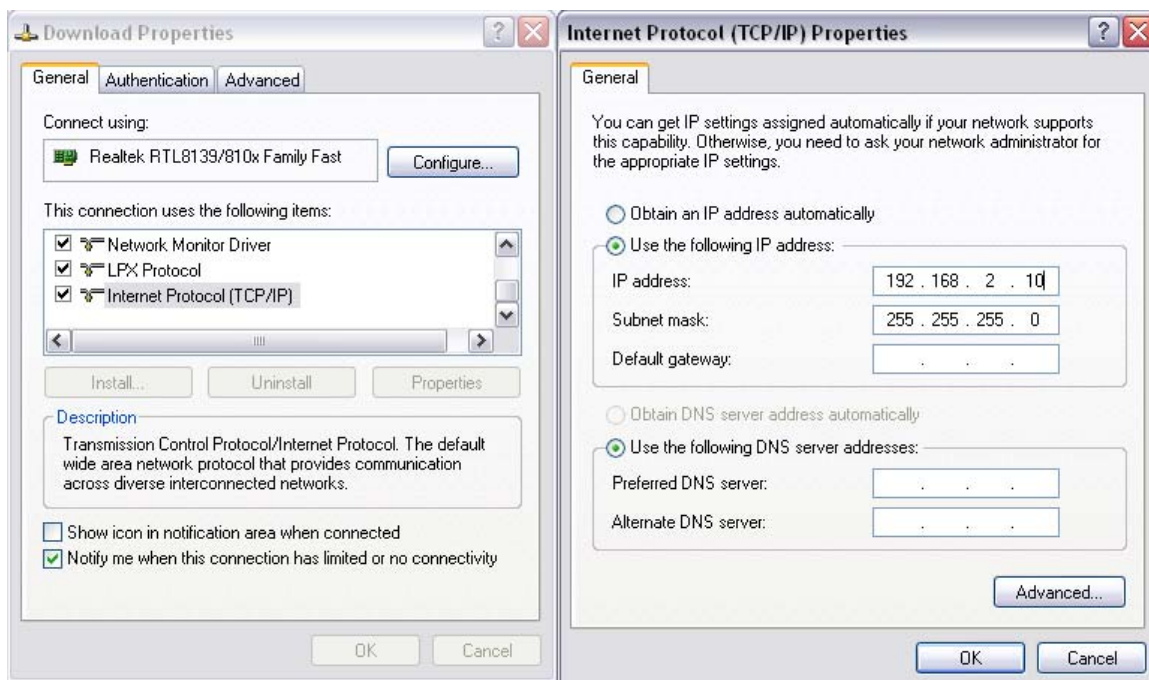 Download Properties
General Authentication Advanced
Connect using:
Realtek RTL8139/810x Family Fast
Configure...
This connection uses the following items:
Network Monitor Driver
LPX Protocol
Internet Protocol (TCP/IP)
Install... Uninstall Properties
Description
Transmission Control Protocol/Internet Protocol. The default
wide area network protocol that provides communication
across diverse interconnected networks.
Show icon in notification area when connected
Notify me when this connection has limited or no connectivity
OK Cancel
Internet Protocol (TCP/IP) Properties
General
You can get IP settings assigned automatically if your network supports
this capability. Otherwise, you need to ask your network administrator for
the appropriate IP settings.
Obtain an IP address automatically
Use the following IP address:
IP address: 192 . 168 . 2 . 10
Subnet mask: 255 . 255 . 255 . 0
Default gateway: . . .
Obtain DNS server address automatically
Use the following DNS server addresses:
Preferred DNS server: . . .
Alternate DNS server: . . .
Advanced...
OK Cancel